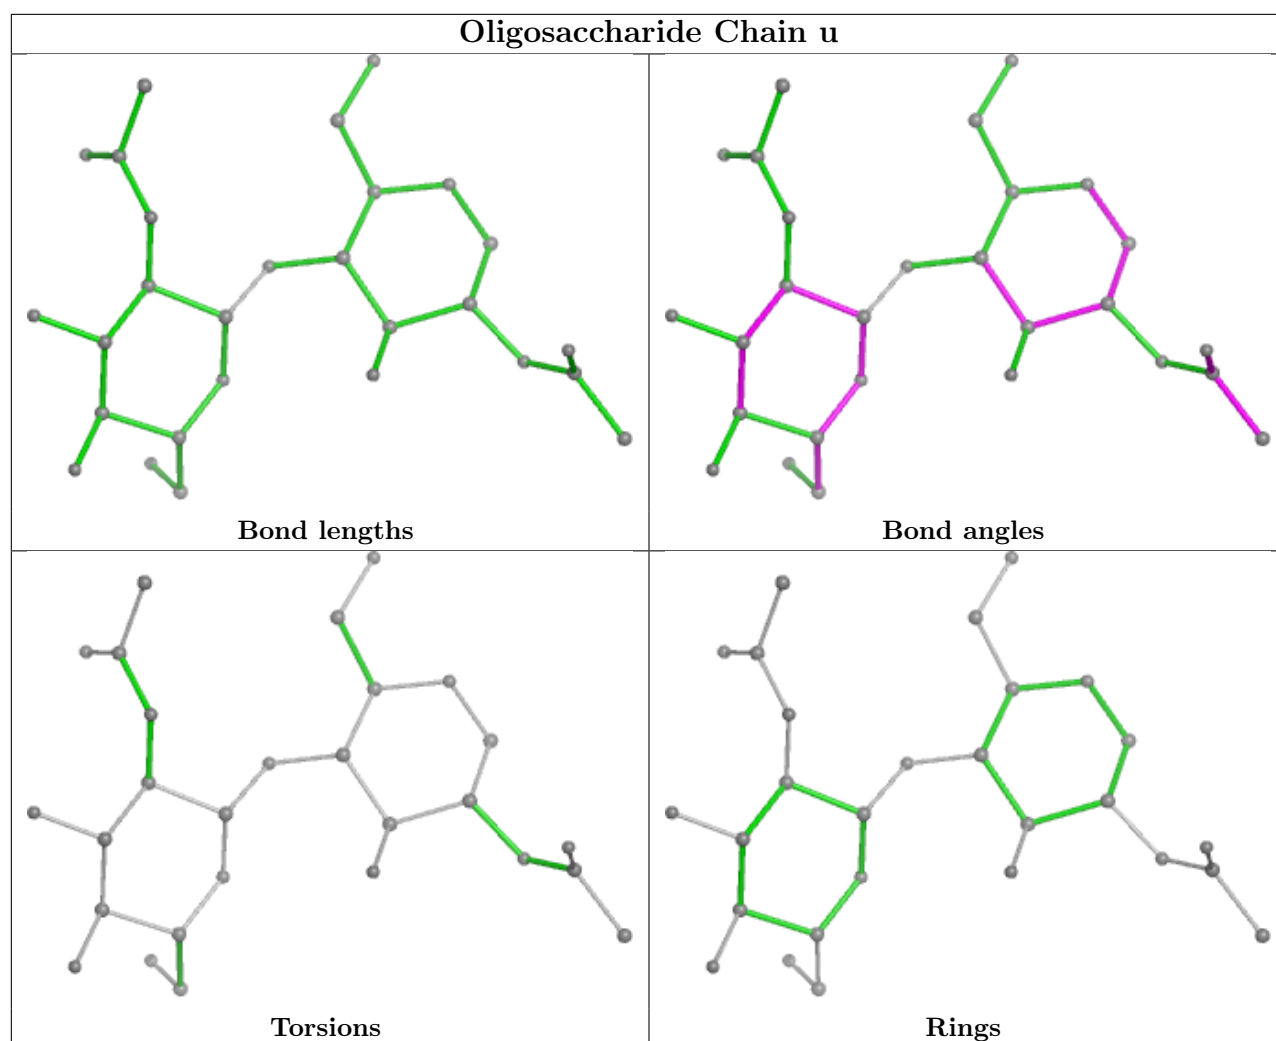 Oligosaccharide Chain u
Bond lengths
Bond angles
Torsions
Rings